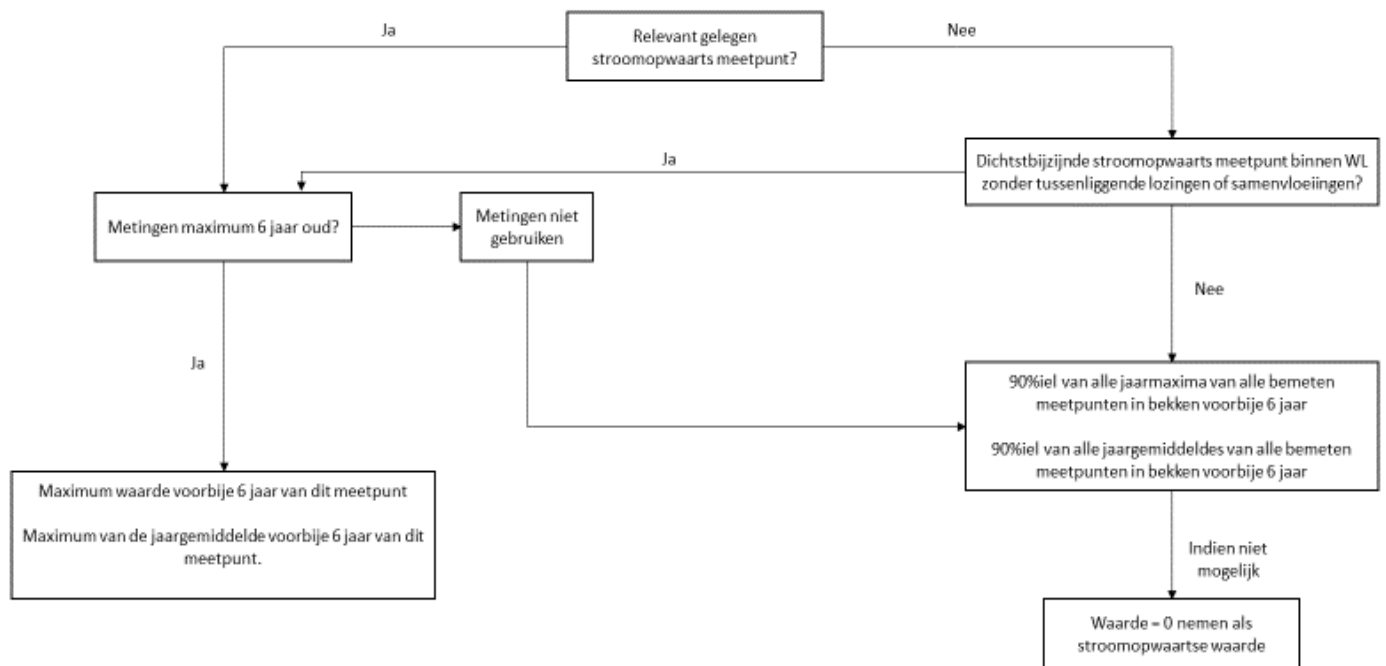 Ja
Relevant gelegen
stroomopwaarts meetpunt?
Nee
Ja
Dichtstbijzijnde stroomopwaarts meetpunt binnen WL
zonder tussenliggende lozingen of samenvloeiingen?
Metingen maximum 6 jaar oud?
Metingen niet
gebruiken
Nee
Ja
90%iel van alle jaarmaxima van alle bemeten
meetpunten in bekken voorbije 6 jaar
90%iel van alle jaargemiddeldes van alle bemeten
meetpunten in bekken voorbije 6 jaar
Maximum waarde voorbije 6 jaar van dit meetpunt
Maximum van de jaargemiddelde voorbije 6 jaar van dit
meetpunt.
Indien niet
mogelijk
Waarde = 0 nemen als
stroomopwaartse waarde